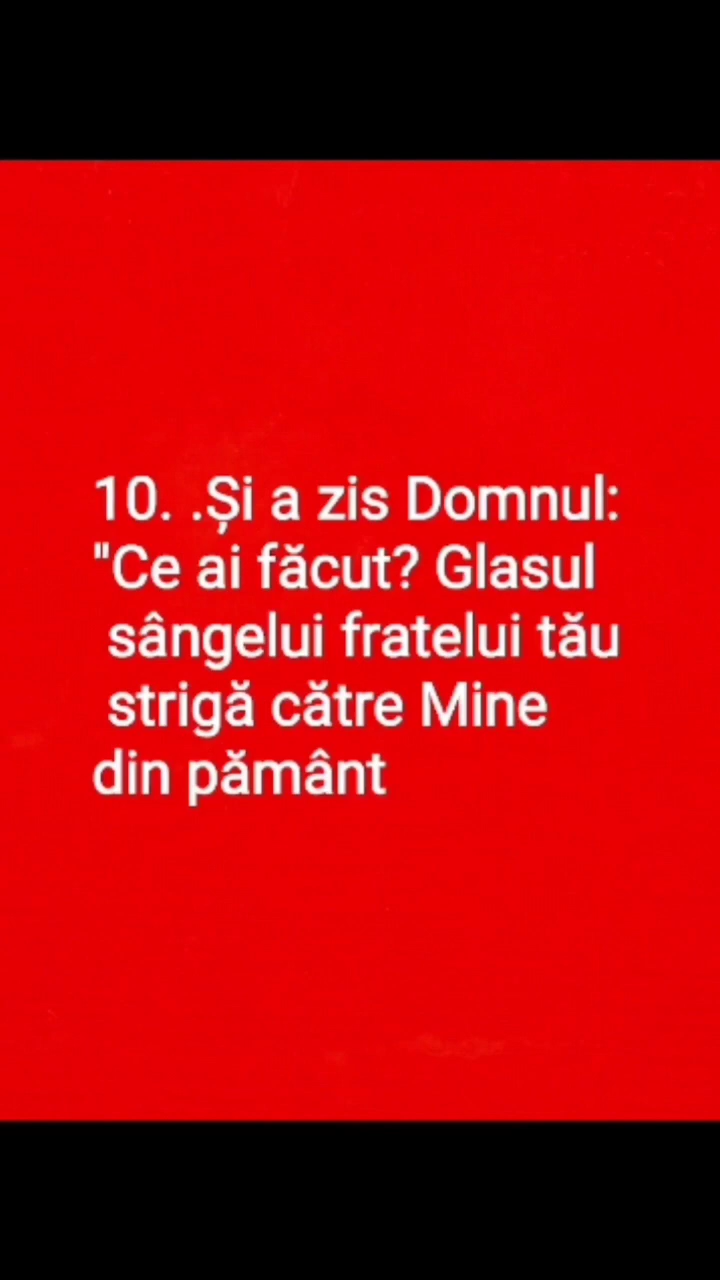 10. .Și a zis Domnul:
"Ce ai făcut? Glasul
sângelui fratelui tău
strigă către Mine
din pământ